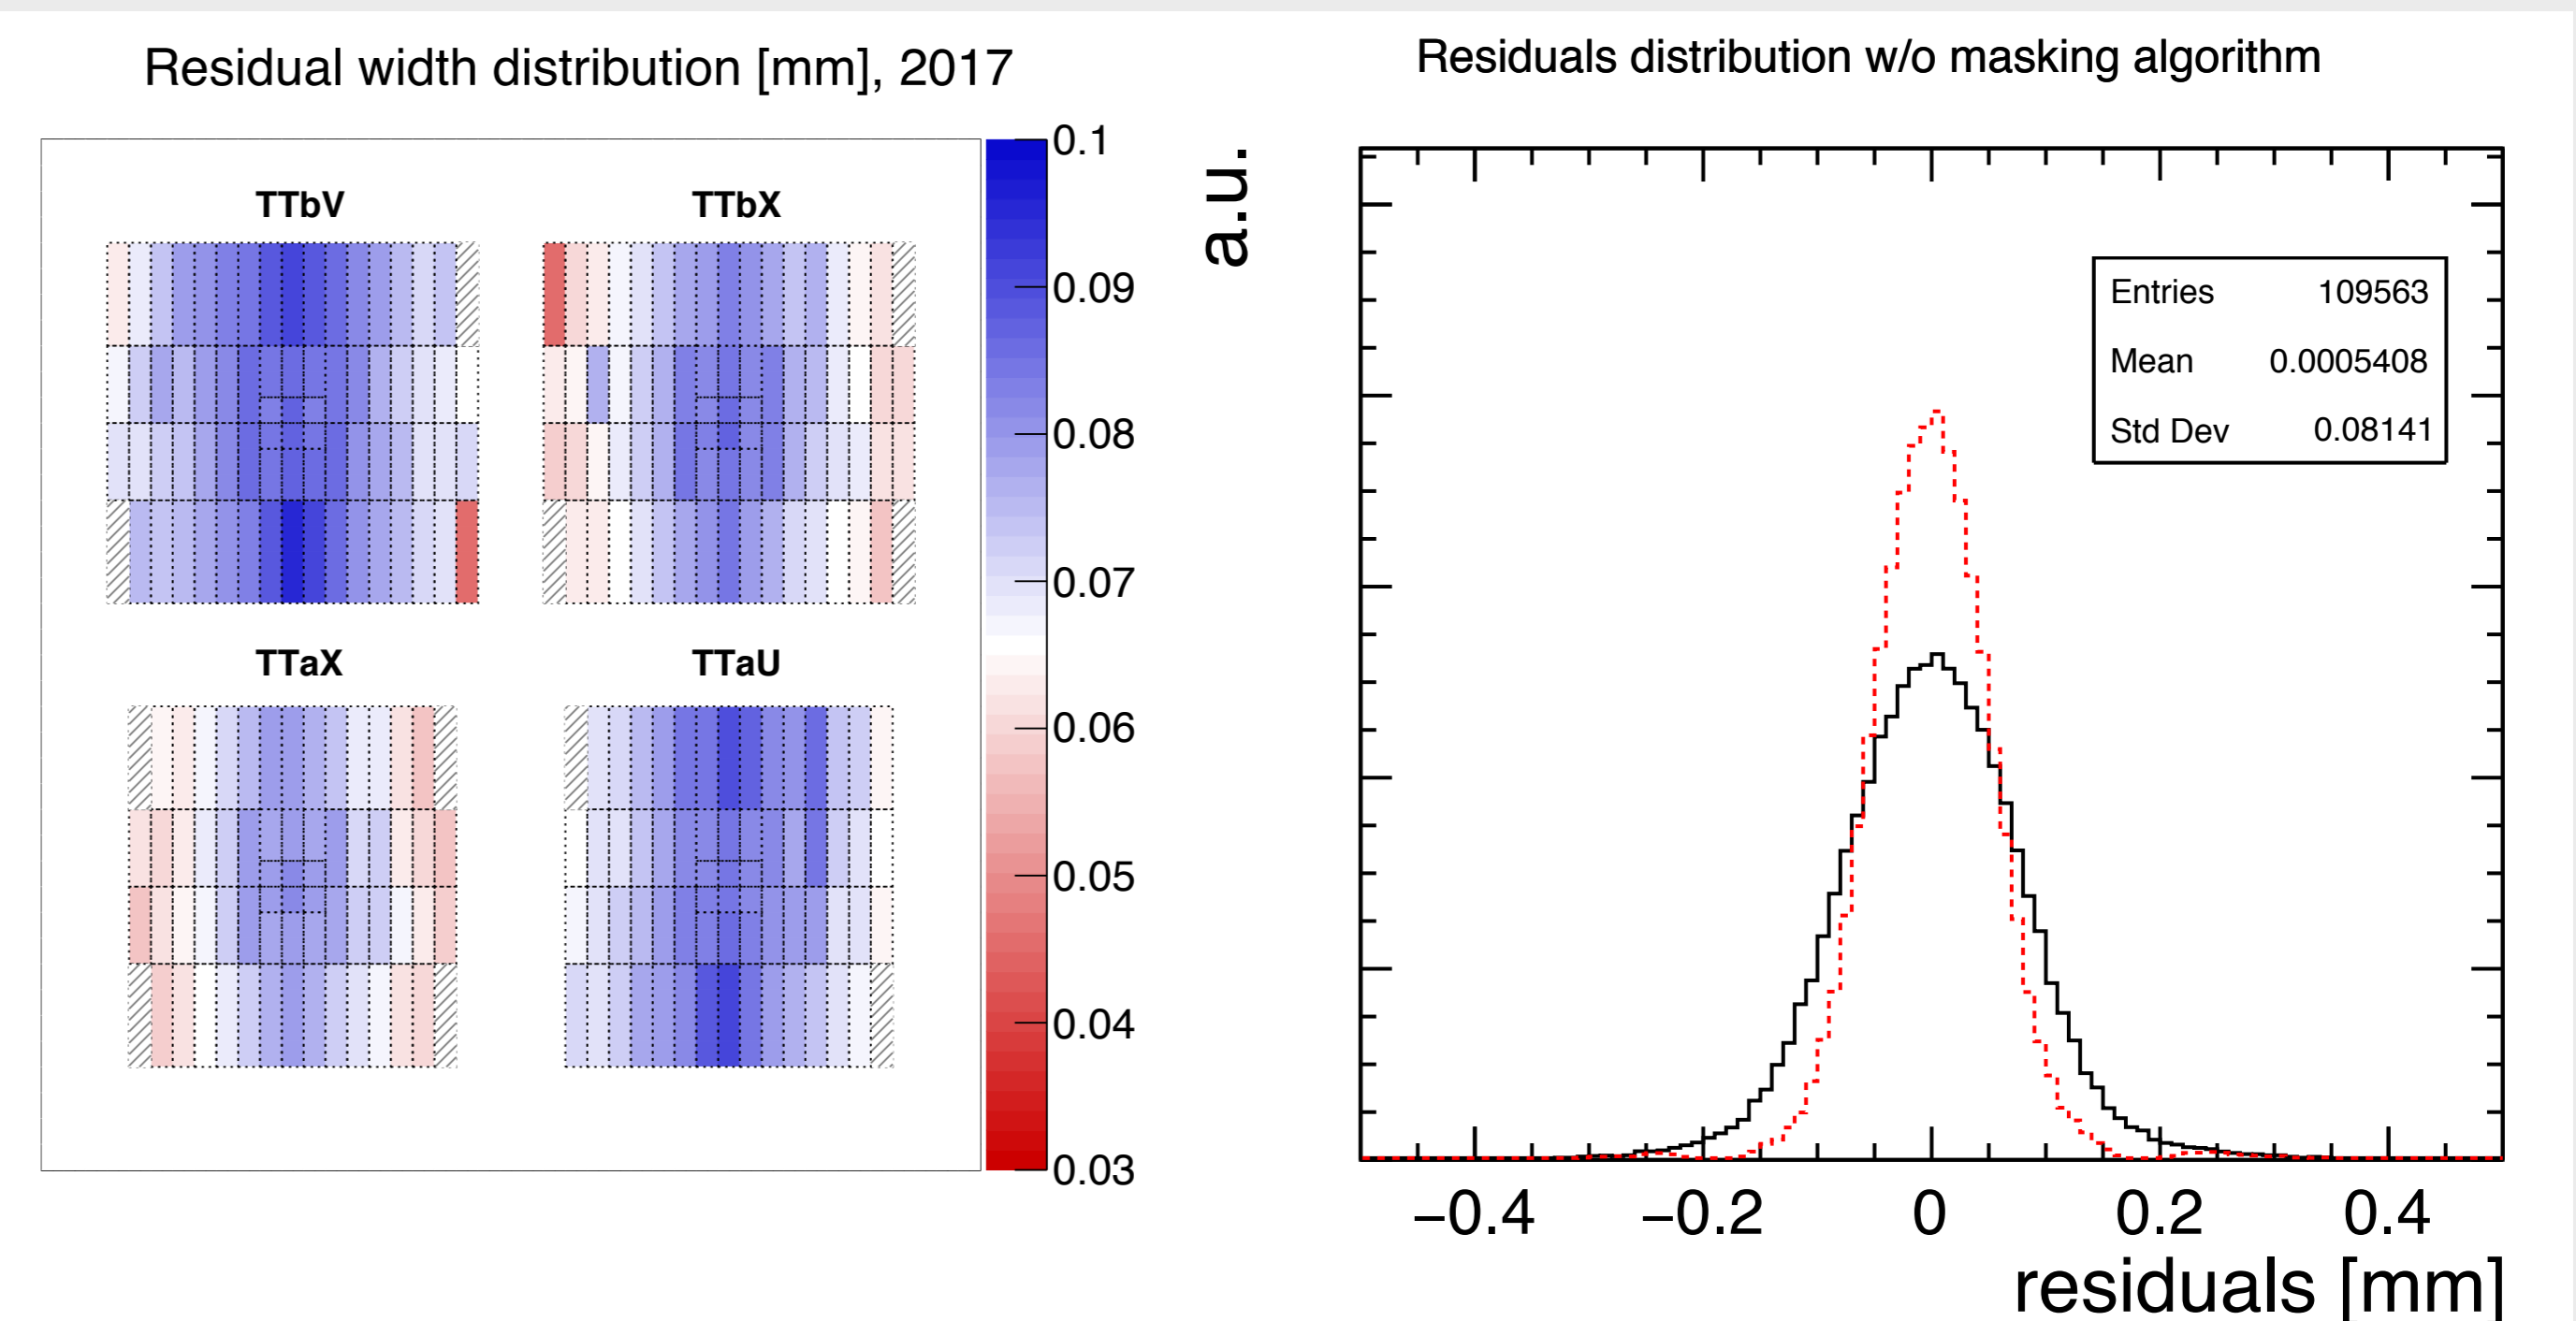 Residual width distribution [mm], 2017
TTbV
TTbX
TTaX
TTaU
0.1
0.09
0.08
0.07
0.06
0.05
0.04
0.03
Residuals distribution w/o masking algorithm
a.u.
Entries 109563
Mean 0.0005408
Std Dev 0.08141
−0.4 −0.2 0 0.2 0.4
residuals [mm]